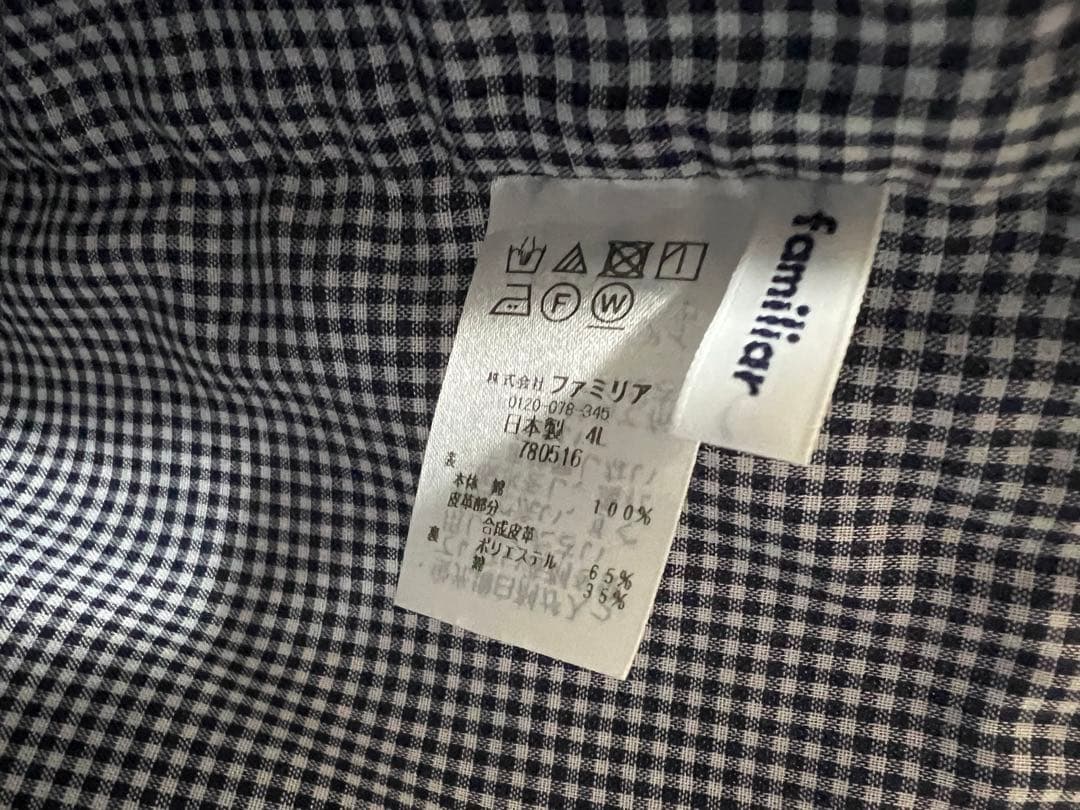 F W
株式会社 ファミリア
0120-078-345
日本製 4L
780516
表
本体 綿 100%
皮革部分
合成皮革
裏 ポリエステル 65%
綿 35%
familiar